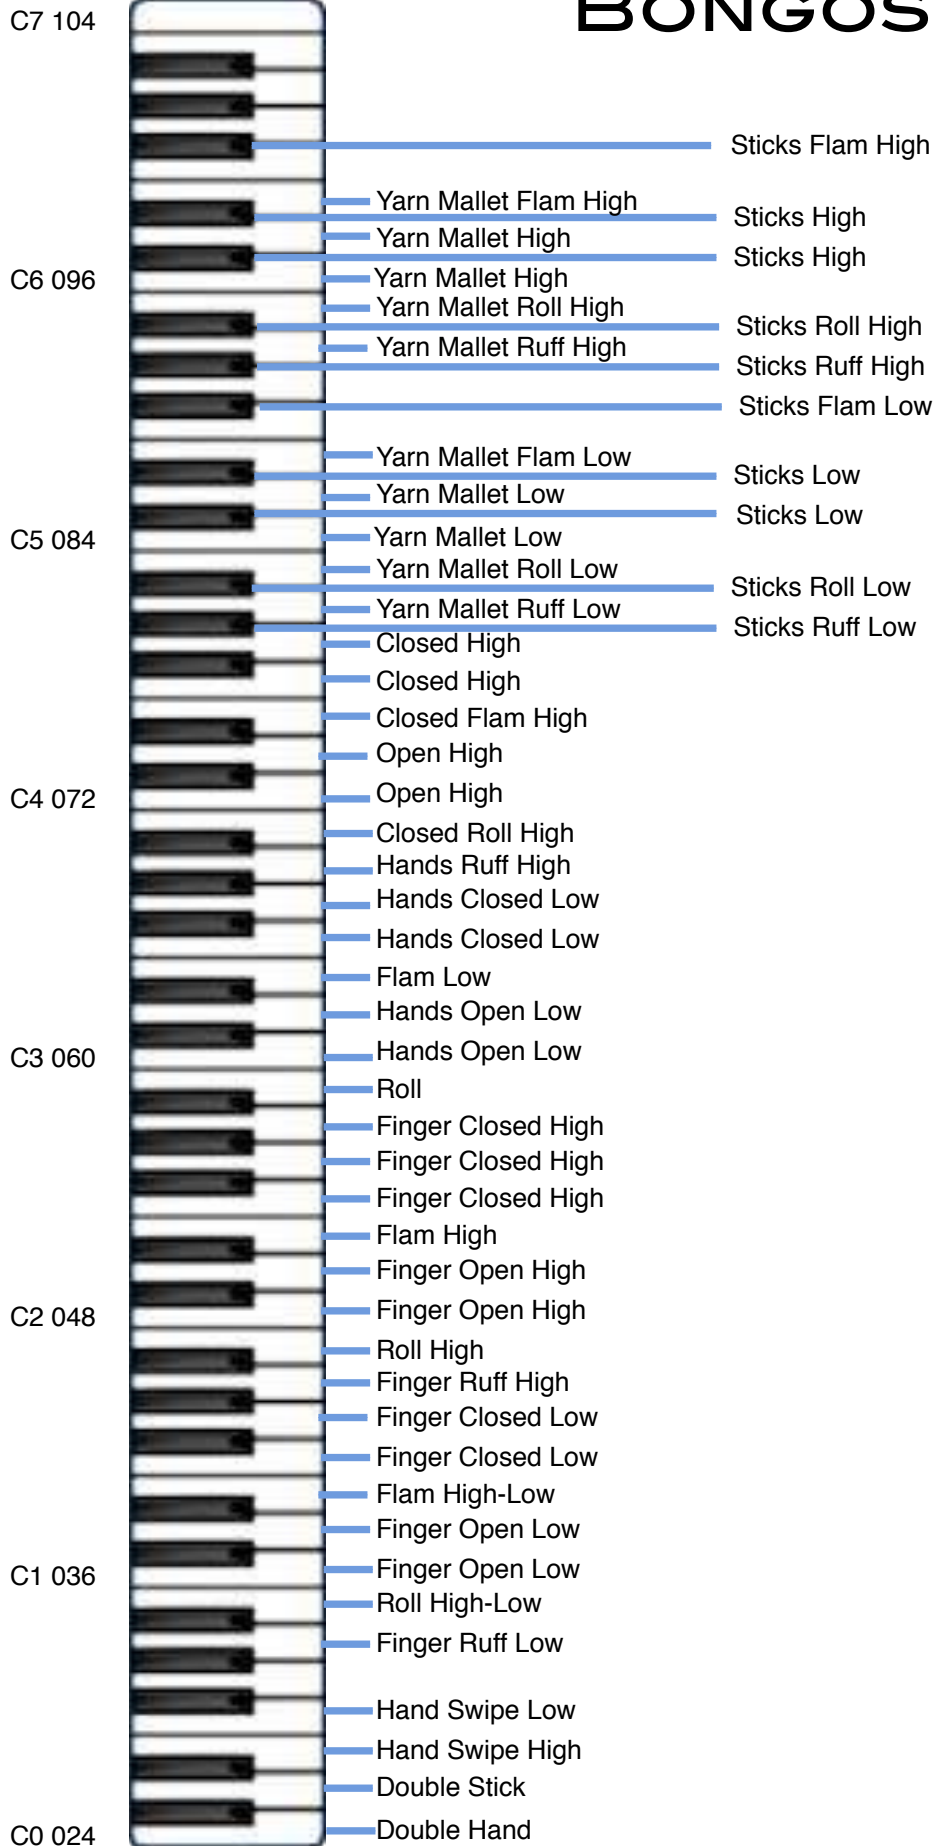 BONGOS
C7 104
Sticks Flam High
Yarn Mallet Flam High
Sticks High
Yarn Mallet High
Sticks High
C6 096
Yarn Mallet High
Yarn Mallet Roll High
Sticks Roll High
Yarn Mallet Ruff High
Sticks Ruff High
Sticks Flam Low
Yarn Mallet Flam Low
Sticks Low
Yarn Mallet Low
Sticks Low
C5 084
Yarn Mallet Low
Yarn Mallet Roll Low
Sticks Roll Low
Yarn Mallet Ruff Low
Sticks Ruff Low
Closed High
Closed High
Closed Flam High
Open High
Open High
C4 072
Closed Roll High
Hands Ruff High
Hands Closed Low
Hands Closed Low
Flam Low
Hands Open Low
Hands Open Low
C3 060
Roll
Finger Closed High
Finger Closed High
Finger Closed High
Flam High
Finger Open High
Finger Open High
C2 048
Roll High
Finger Ruff High
Finger Closed Low
Finger Closed Low
Flam High-Low
Finger Open Low
Finger Open Low
C1 036
Roll High-Low
Finger Ruff Low
Hand Swipe Low
Hand Swipe High
Double Stick
Double Hand
C0 024